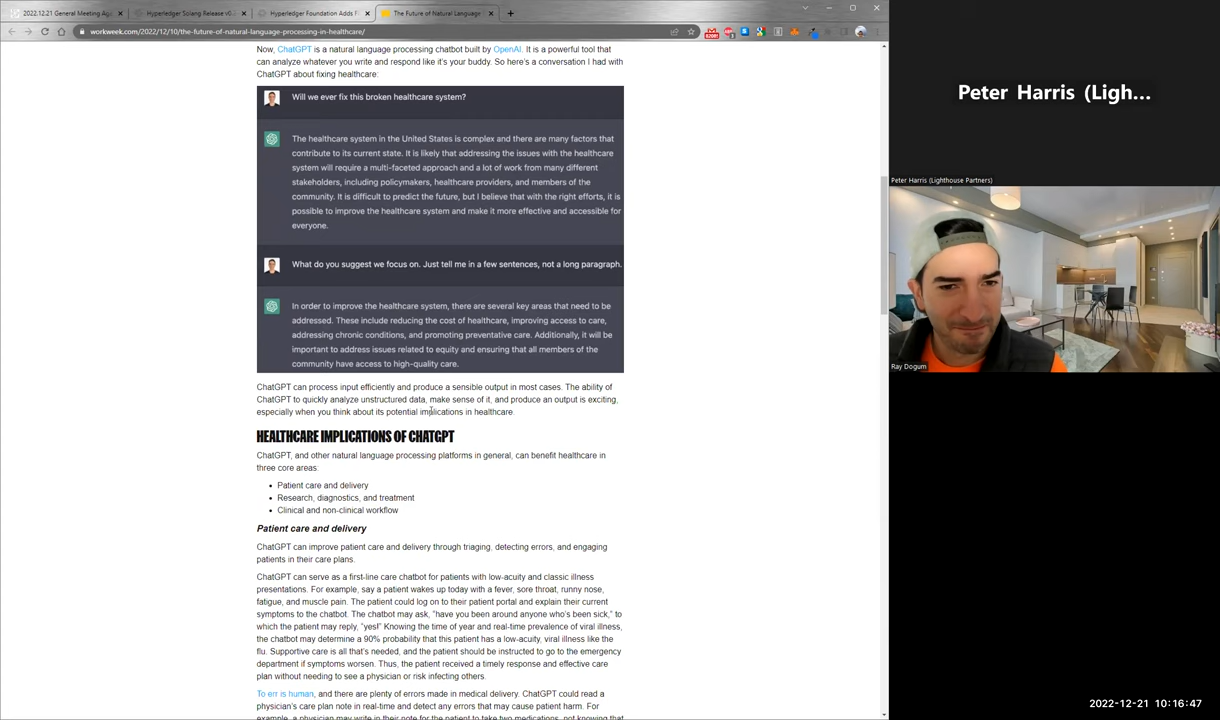 2022.12.21 General Meeting Ag
Hyperledger Solang Release v0.
Hyperledger Foundation Adds F
The Future of Natural Language
workweek.com/2022/12/10/the-future-of-natural-language-processing-in-healthcare/
Now, ChatGPT is a natural language processing chatbot built by OpenAI. It is a powerful tool that
can analyze whatever you write and respond like it's your buddy. So here's a conversation I had with
ChatGPT about fixing healthcare:
Will we ever fix this broken healthcare system?
The healthcare system in the United States is complex and there are many factors that
contribute to its current state. It is likely that addressing the issues with the healthcare
system will require a multi-faceted approach and a lot of work from many different
stakeholders, including policymakers, healthcare providers, and members of the
community. It is difficult to predict the future, but I believe that with the right efforts, it is
possible to improve the healthcare system and make it more effective and accessible for
everyone.
What do you suggest we focus on. Just tell me in a few sentences, not a long paragraph.
In order to improve the healthcare system, there are several key areas that need to be
addressed. These include reducing the cost of healthcare, improving access to care,
addressing chronic conditions, and promoting preventative care. Additionally, it will be
important to address issues related to equity and ensuring that all members of the
community have access to high-quality care.
ChatGPT can process input efficiently and produce a sensible output in most cases. The ability of
ChatGPT to quickly analyze unstructured data, make sense of it, and produce an output is exciting,
especially when you think about its potential implications in healthcare.
HEALTHCARE IMPLICATIONS OF CHATGPT
ChatGPT, and other natural language processing platforms in general, can benefit healthcare in
three core areas:
• Patient care and delivery
• Research, diagnostics, and treatment
• Clinical and non-clinical workflow
Patient care and delivery
ChatGPT can improve patient care and delivery through triaging, detecting errors, and engaging
patients in their care plans.
ChatGPT can serve as a first-line care chatbot for patients with low-acuity and classic illness
presentations. For example, say a patient wakes up today with a fever, sore throat, runny nose,
fatigue, and muscle pain. The patient could log on to their patient portal and explain their current
symptoms to the chatbot. The chatbot may ask, "have you been around anyone who's been sick," to
which the patient may reply, "yes!" Knowing the time of year and real-time prevalence of viral illness,
the chatbot may determine a 90% probability that this patient has a low-acuity, viral illness like the
flu. Supportive care is all that's needed, and the patient should be instructed to go to the emergency
department if symptoms worsen. Thus, the patient received a timely response and effective care
plan without needing to see a physician or risk infecting others.
To err is human, and there are plenty of errors made in medical delivery. ChatGPT could read a
physician's care plan note in real-time and detect any errors that may cause patient harm. For
example, a physician may write in their note for the patient to take two medications, not knowing that
Peter Harris (Ligh...
Peter Harris (Lighthouse Partners)
Ray Dogum
2022-12-21 10:16:47